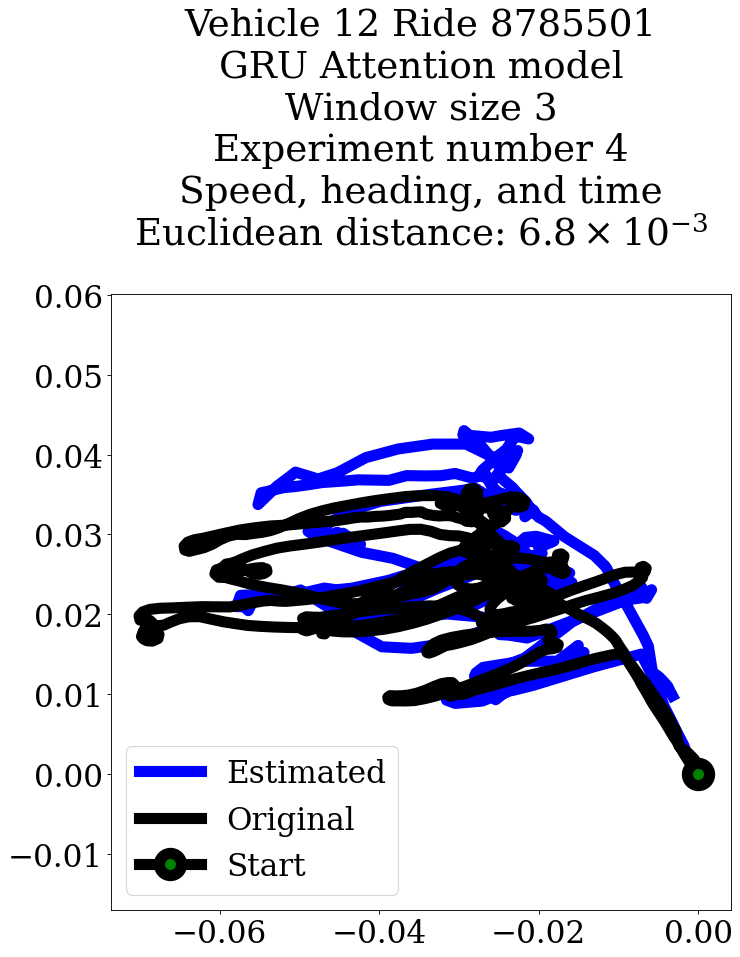 Vehicle 12 Ride 8785501
GRU Attention model
Window size 3
Experiment number 4
Speed, heading, and time
Euclidean distance: 6.8 × 10⁻³
0.06
0.05
0.04
0.03
0.02
0.01
0.00
−0.01
Estimated
Original
Start
−0.06
−0.04
−0.02
0.00